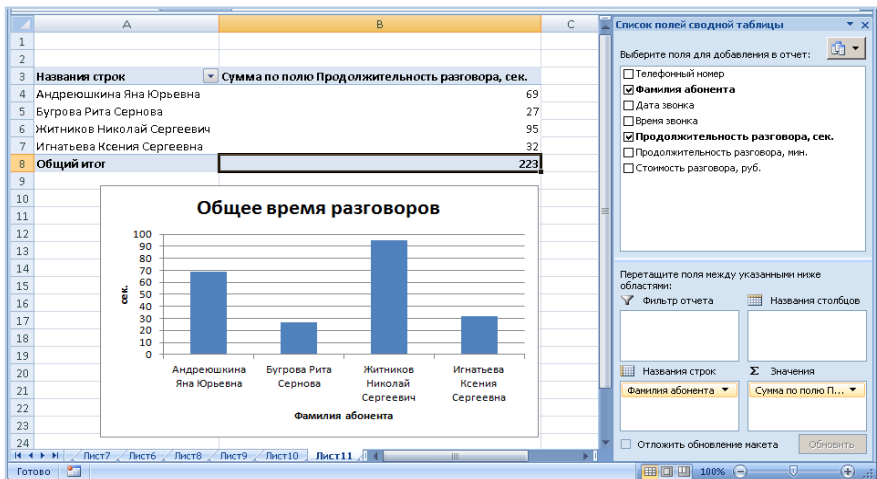 A B C
1
2
3 Названия строк Сумма по полю Продолжительность разговора, сек.
4 Андреюшкина Яна Юрьевна 69
5 Бугрова Рита Сернова 27
6 Житников Николай Сергеевич 95
7 Игнатьева Ксения Сергеевна 32
8 Общий итог 223
9
10
11
12
13
14
15
16
17
18
19
20
21
22
23
24
Общее время разговоров
100
90
80
70
60
50
40
30
20
10
0
сек.
Андреюшкина
Яна Юрьевна
Бугрова Рита
Сернова
Житников
Николай
Сергеевич
Игнатьева
Ксения
Сергеевна
Фамилия абонента
Лист7 Лист6 Лист8 Лист9 Лист10 Лист11
Готово 100%
Список полей сводной таблицы
Выберите поля для добавления в отчет:
Телефонный номер
Фамилия абонента
Дата звонка
Время звонка
Продолжительность разговора, сек.
Продолжительность разговора, мин.
Стоимость разговора, руб.
Перетащите поля между указанными ниже
областями:
Фильтр отчета Названия столбцов
Названия строк Σ Значения
Фамилия абонента Сумма по полю П...
Отложить обновление макета Обновить